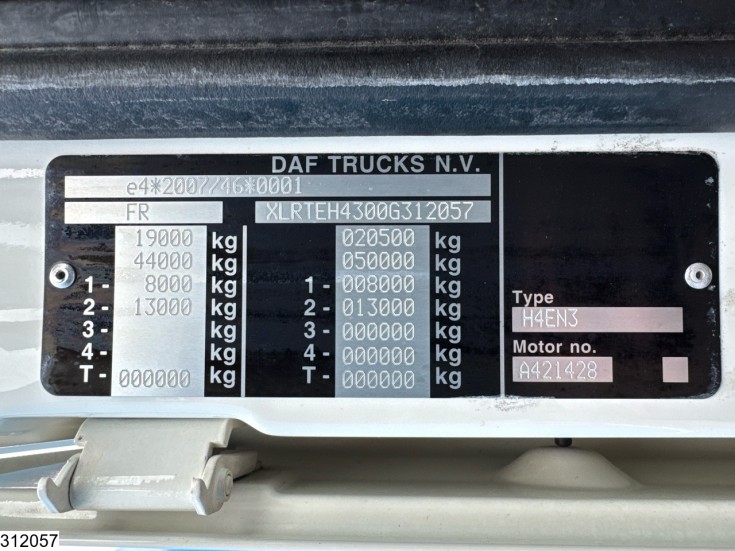 DAF TRUCKS N.V.
e4*2007/46*0001
FR XLRTEH4300G312057
19000 kg 020500 kg
44000 kg 050000 kg
1- 8000 kg 1- 008000 kg
2- 13000 kg 2- 013000 kg
3- kg 3- 000000 kg
4- kg 4- 000000 kg
T- 000000 kg T- 000000 kg
Type
H4EN3
Motor no.
A421428
312057